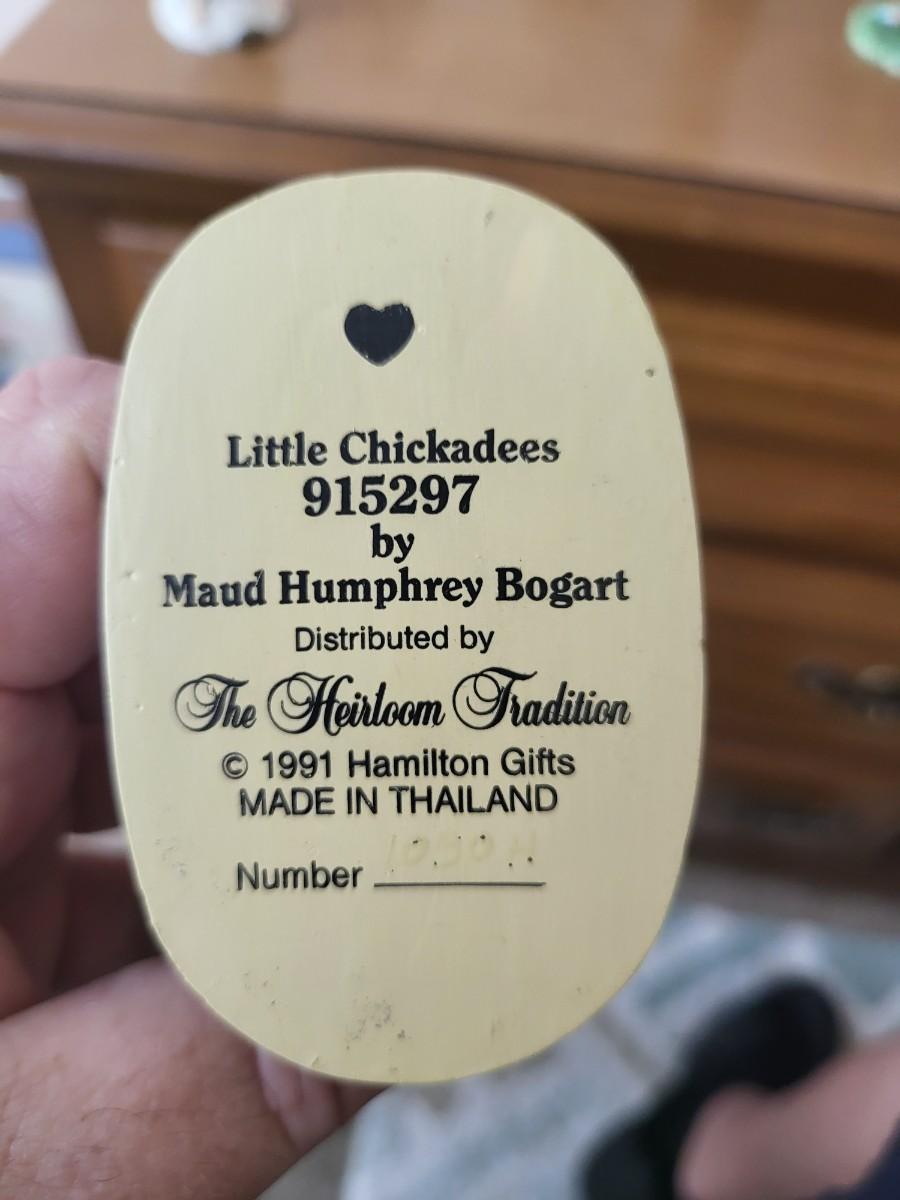 Little Chickadees
915297
by
Maud Humphrey Bogart
Distributed by
The Heirloom Tradition
© 1991 Hamilton Gifts
MADE IN THAILAND
Number